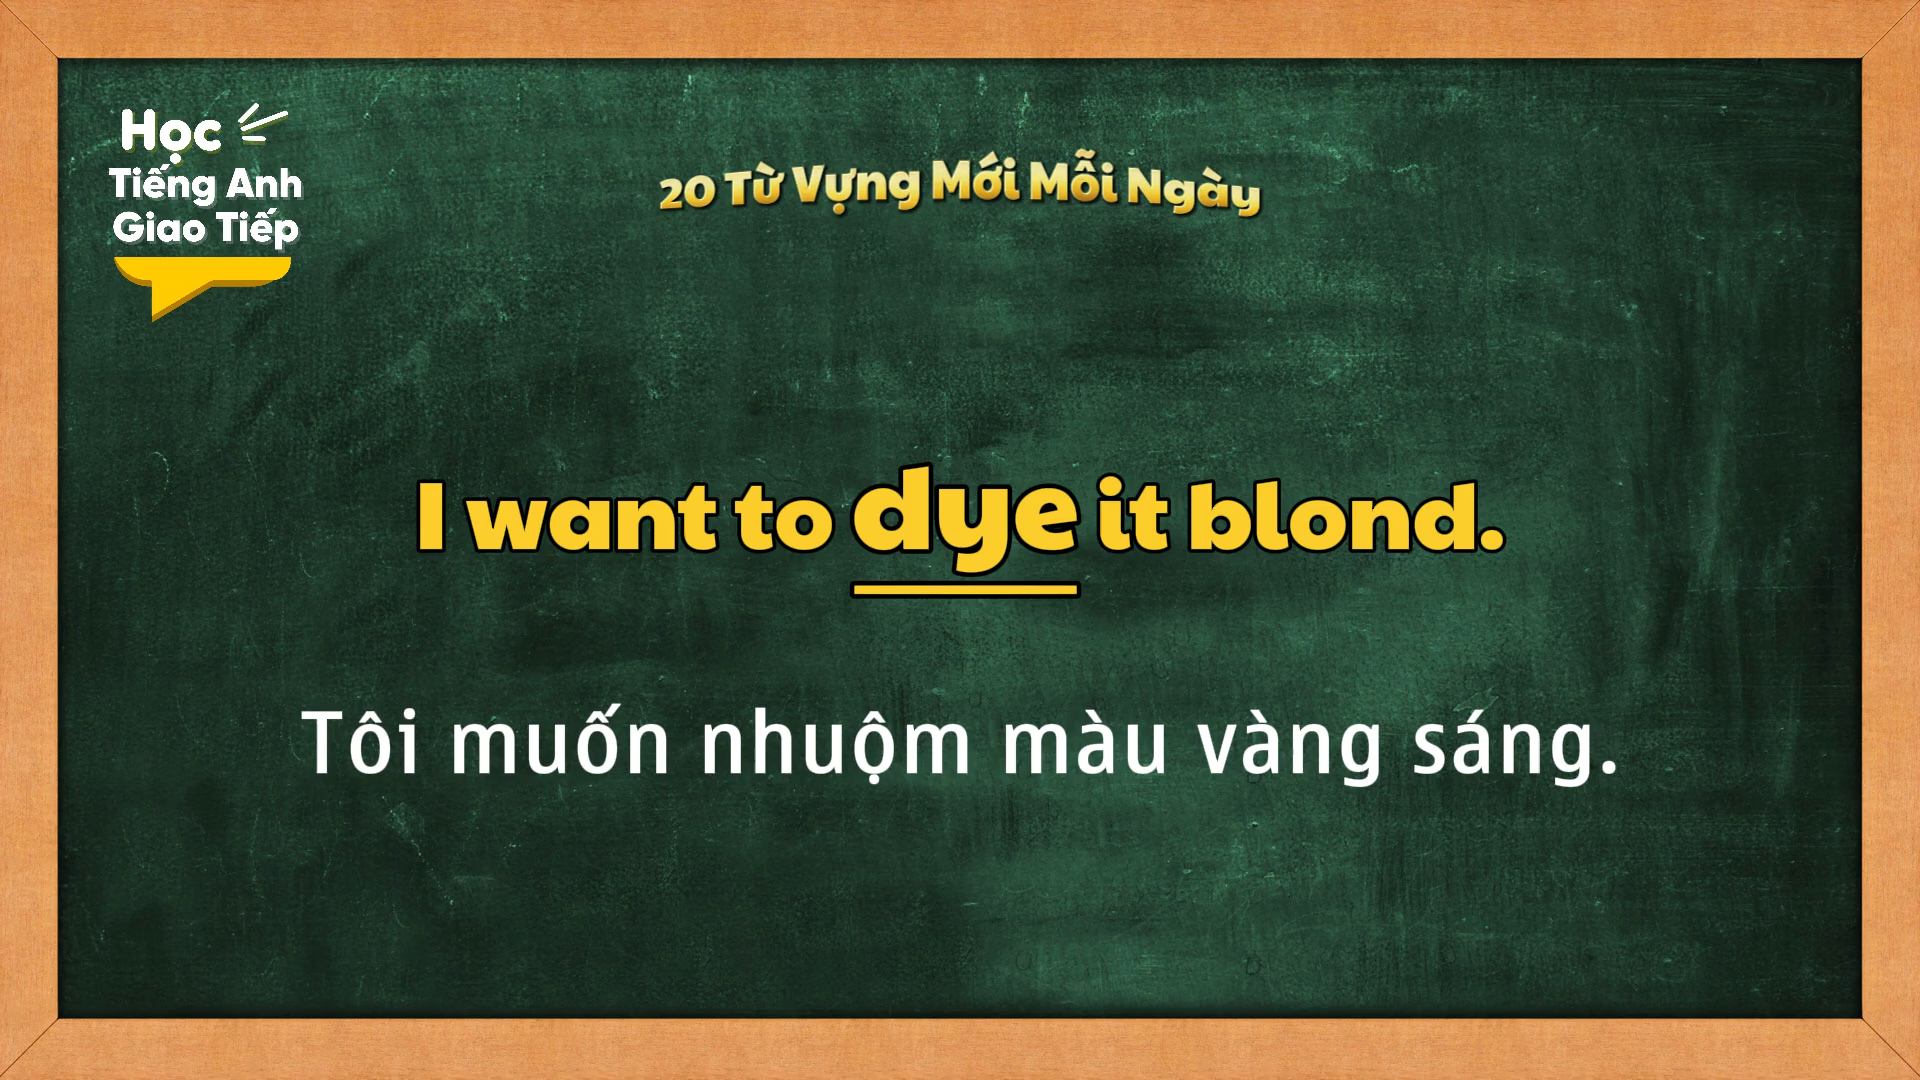 Học
Tiếng Anh
Giao Tiếp
20 Từ Vựng Mới Mỗi Ngày
I want to dye it blond.
Tôi muốn nhuộm màu vàng sáng.